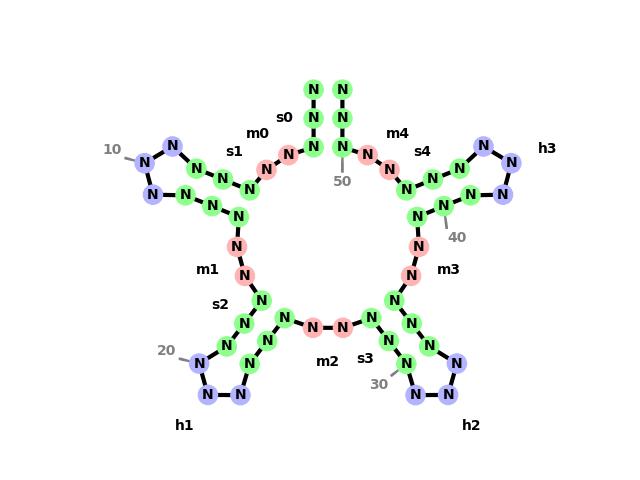 N N
s0 N N
m0 m4
10 N s1 N N N N s4 N h3
N N N N N N
N N 50 N N
N N N N
N N
N N
N N 40
m1 N N m3
s2 N N
N N N N N N
20 N N N N
N N m2 s3 N N
N N 30 N N
h1 h2